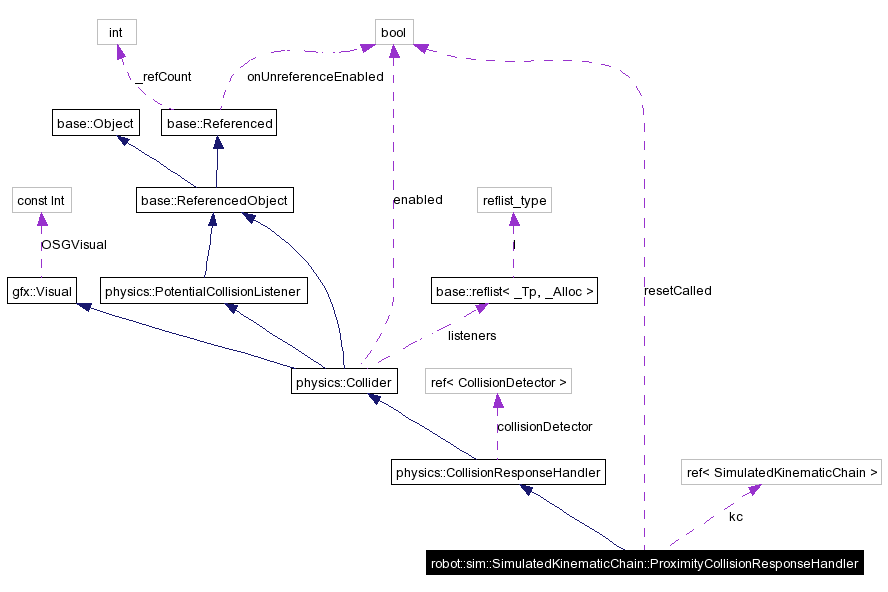 int
bool
_refCount
onUnreferenceEnabled
base::Object
base::Referenced
const Int
base::ReferencedObject
enabled
reflist_type
OSGVisual
l
gfx::Visual
physics::PotentialCollisionListener
base::reflist< _Tp, _Alloc >
resetCalled
listeners
physics::Collider
ref< CollisionDetector >
collisionDetector
physics::CollisionResponseHandler
ref< SimulatedKinematicChain >
kc
robot::sim::SimulatedKinematicChain::ProximityCollisionResponseHandler